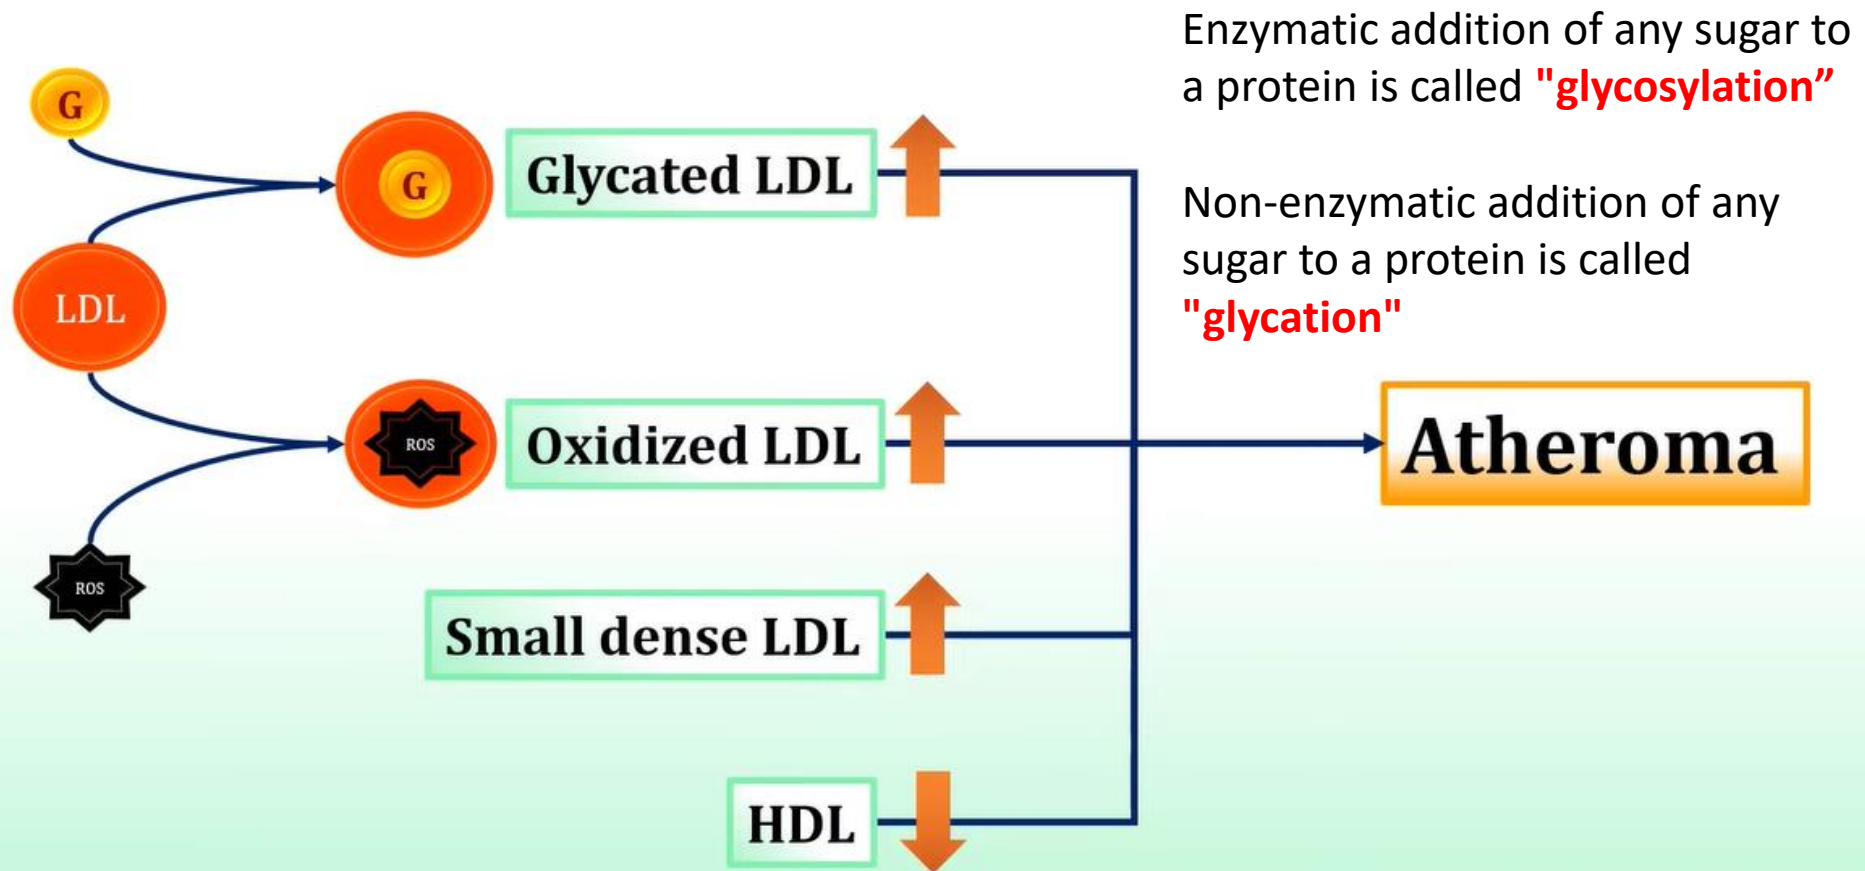 Enzymatic addition of any sugar to
a protein is called "glycosylation”
Non-enzymatic addition of any
sugar to a protein is called
"glycation"
G
G
Glycated LDL
LDL
ROS
Oxidized LDL
Atheroma
ROS
Small dense LDL
HDL